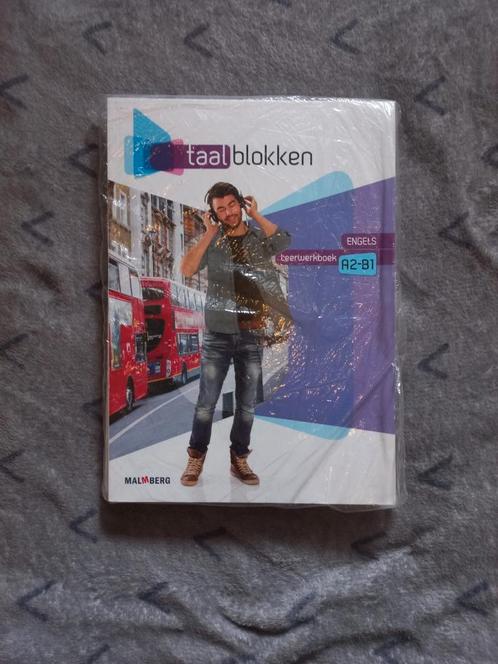 taalblokken
ENGELS
leerwerkboek A2-B1
MALMBERG